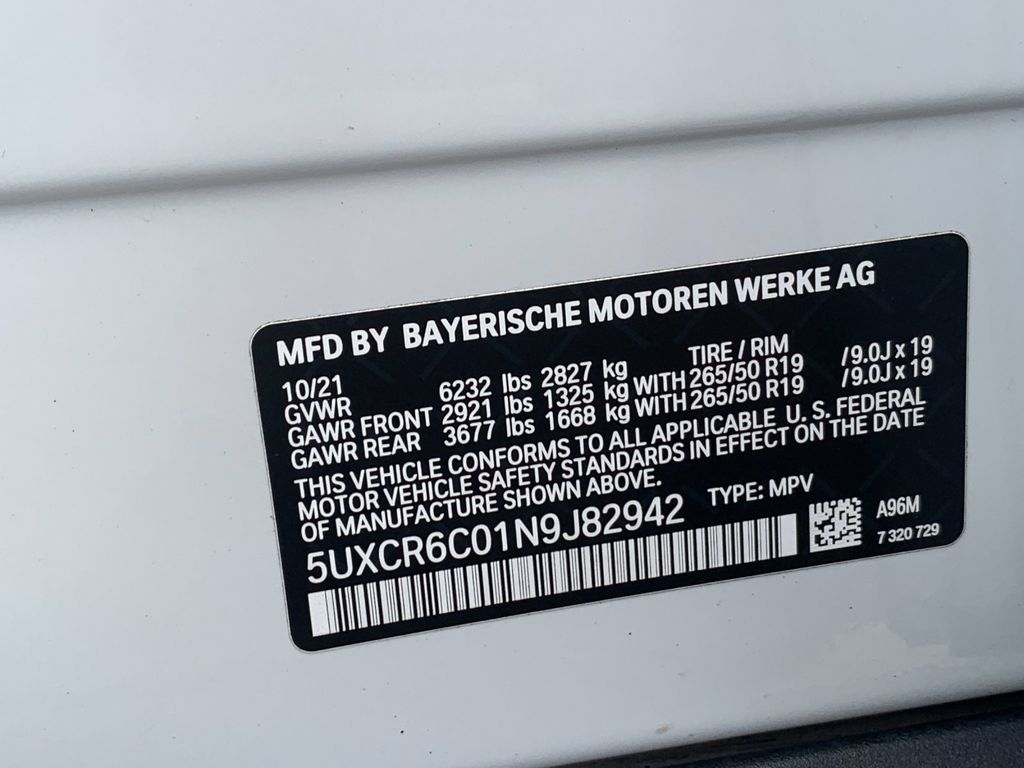 MFD BY BAYERISCHE MOTOREN WERKE AG
10/21 TIRE / RIM
GVWR 6232 lbs 2827 kg
GAWR FRONT 2921 lbs 1325 kg WITH 265/50 R19 /9.0J x 19
GAWR REAR 3677 lbs 1668 kg WITH 265/50 R19 /9.0J x 19
THIS VEHICLE CONFORMS TO ALL APPLICABLE U. S. FEDERAL
MOTOR VEHICLE SAFETY STANDARDS IN EFFECT ON THE DATE
OF MANUFACTURE SHOWN ABOVE.
5UXCR6C01N9J82942 TYPE: MPV
A96M
7 320 729